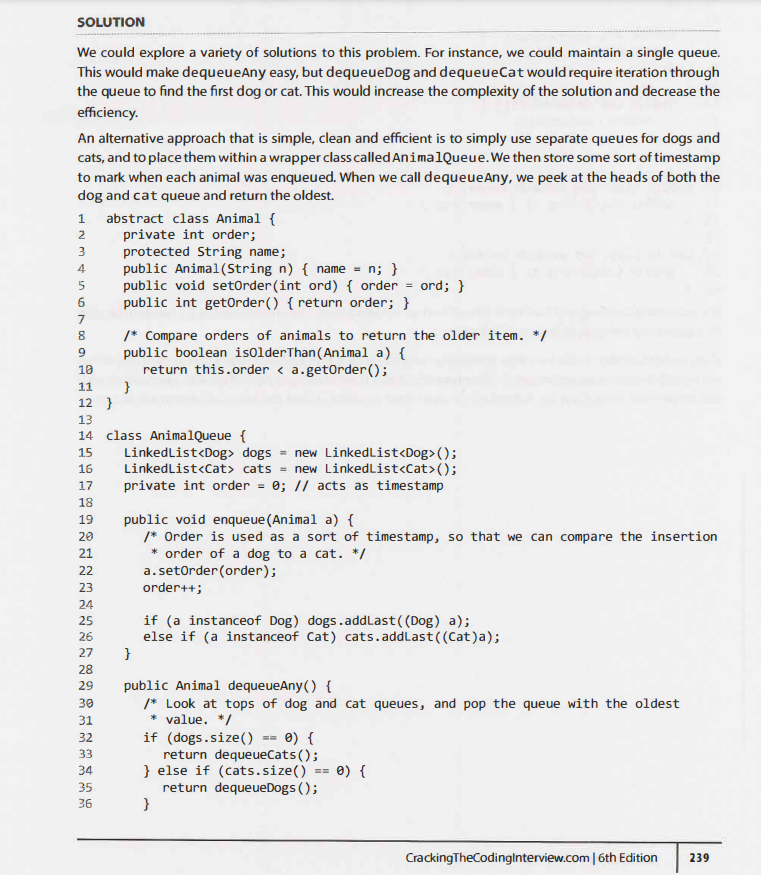 SOLUTION
We could explore a variety of solutions to this problem. For instance, we could maintain a single queue.
This would make dequeueAny easy, but dequeueDog and dequeueCat would require iteration through
the queue to find the first dog or cat. This would increase the complexity of the solution and decrease the
efficiency.
An alternative approach that is simple, clean and efficient is to simply use separate queues for dogs and
cats, and to place them within a wrapper class called AnimalQueue. We then store some sort of timestamp
to mark when each animal was enqueued. When we call dequeueAny, we peek at the heads of both the
dog and cat queue and return the oldest.
1 abstract class Animal {
2 private int order;
3 protected String name;
4 public Animal(String n) { name = n; }
5 public void setOrder(int ord) { order = ord; }
6 public int getOrder() { return order; }
7
8 /* Compare orders of animals to return the older item. */
9 public boolean isOlderThan(Animal a) {
10 return this.order < a.getOrder();
11 }
12 }
13
14 class AnimalQueue {
15 LinkedList<Dog> dogs = new LinkedList<Dog>();
16 LinkedList<Cat> cats = new LinkedList<Cat>();
17 private int order = 0; // acts as timestamp
18
19 public void enqueue(Animal a) {
20 /* Order is used as a sort of timestamp, so that we can compare the insertion
21 * order of a dog to a cat. */
22 a.setOrder(order);
23 order++;
24
25 if (a instanceof Dog) dogs.addLast((Dog) a);
26 else if (a instanceof Cat) cats.addLast((Cat)a);
27 }
28
29 public Animal dequeueAny() {
30 /* Look at tops of dog and cat queues, and pop the queue with the oldest
31 * value. */
32 if (dogs.size() == 0) {
33 return dequeueCats();
34 } else if (cats.size() == 0) {
35 return dequeueDogs();
36 }
CrackingTheCodingInterview.com | 6th Edition 239